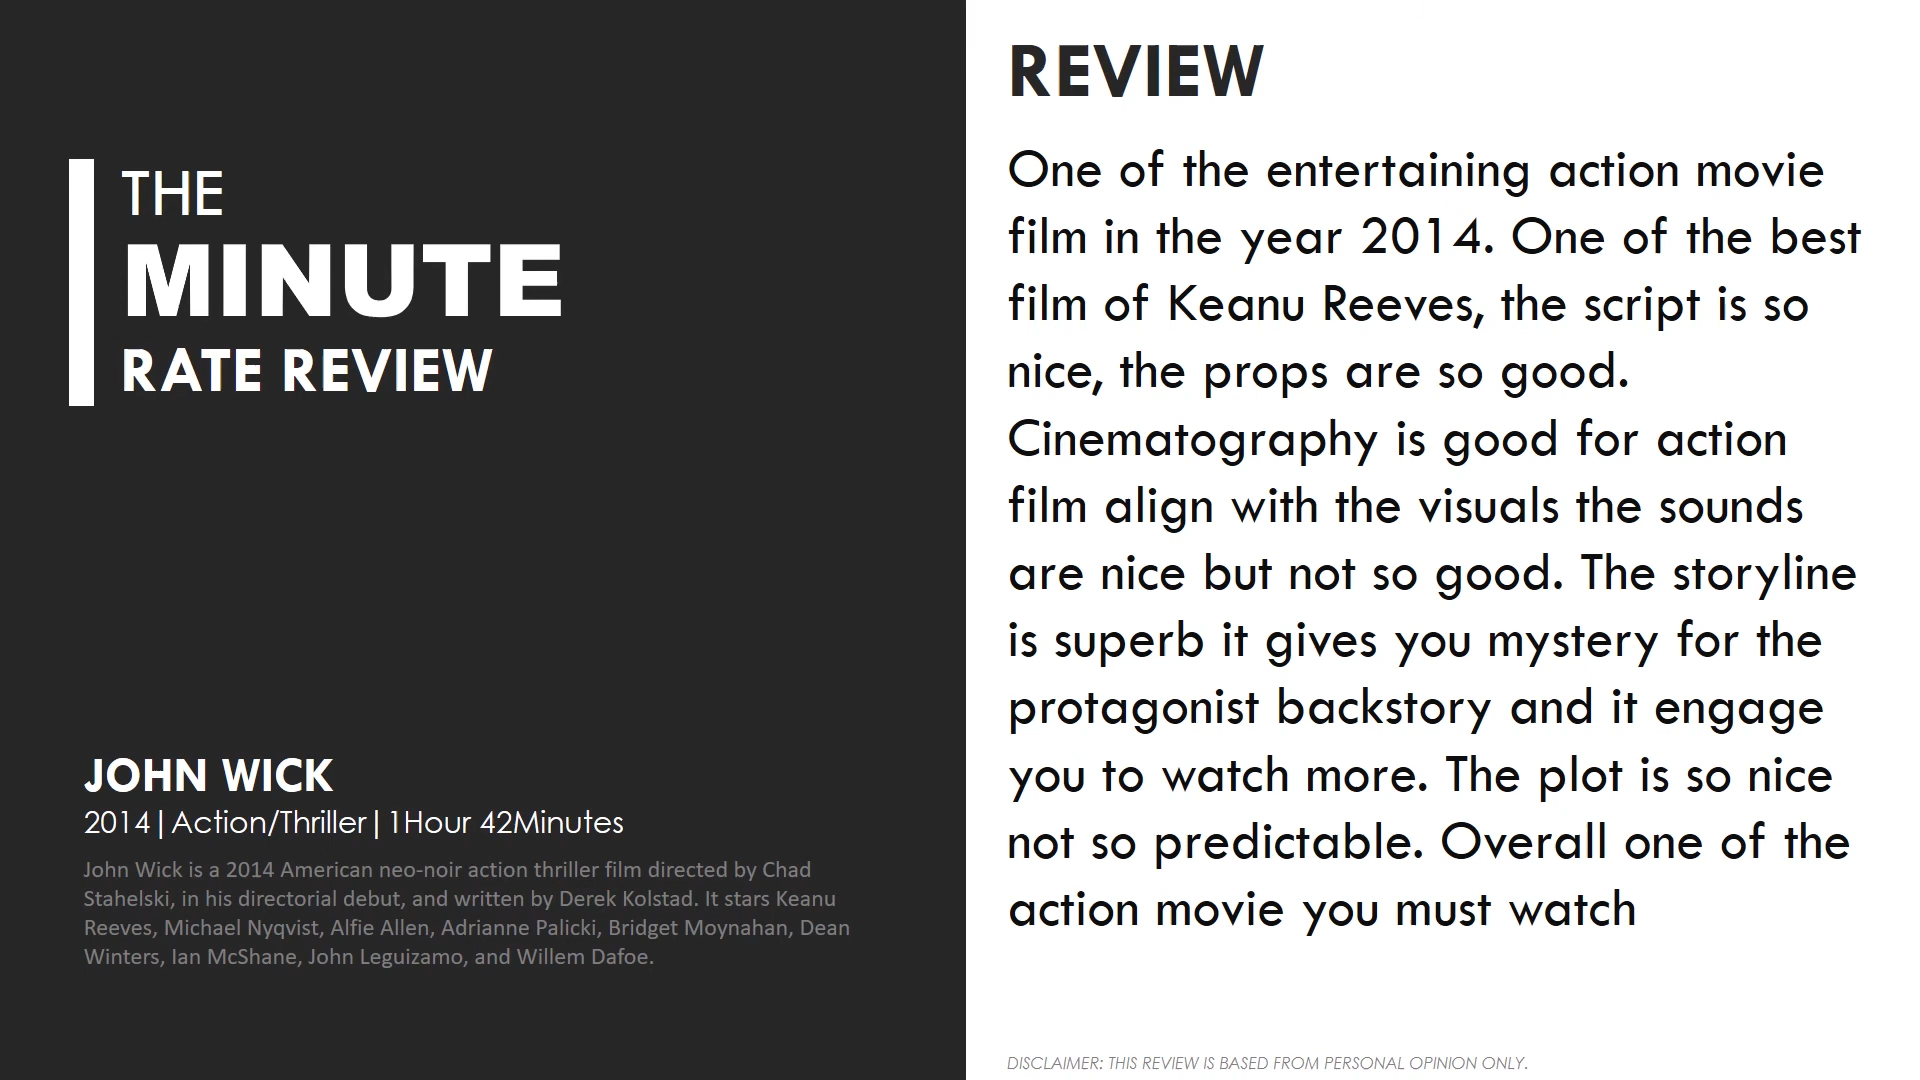 THE
MINUTE
RATE REVIEW
JOHN WICK
2014|Action/Thriller|1Hour 42Minutes
John Wick is a 2014 American neo-noir action thriller film directed by Chad
Stahelski, in his directorial debut, and written by Derek Kolstad. It stars Keanu
Reeves, Michael Nyqvist, Alfie Allen, Adrianne Palicki, Bridget Moynahan, Dean
Winters, Ian McShane, John Leguizamo, and Willem Dafoe.
REVIEW
One of the entertaining action movie
film in the year 2014. One of the best
film of Keanu Reeves, the script is so
nice, the props are so good.
Cinematography is good for action
film align with the visuals the sounds
are nice but not so good. The storyline
is superb it gives you mystery for the
protagonist backstory and it engage
you to watch more. The plot is so nice
not so predictable. Overall one of the
action movie you must watch
DISCLAIMER: THIS REVIEW IS BASED FROM PERSONAL OPINION ONLY.